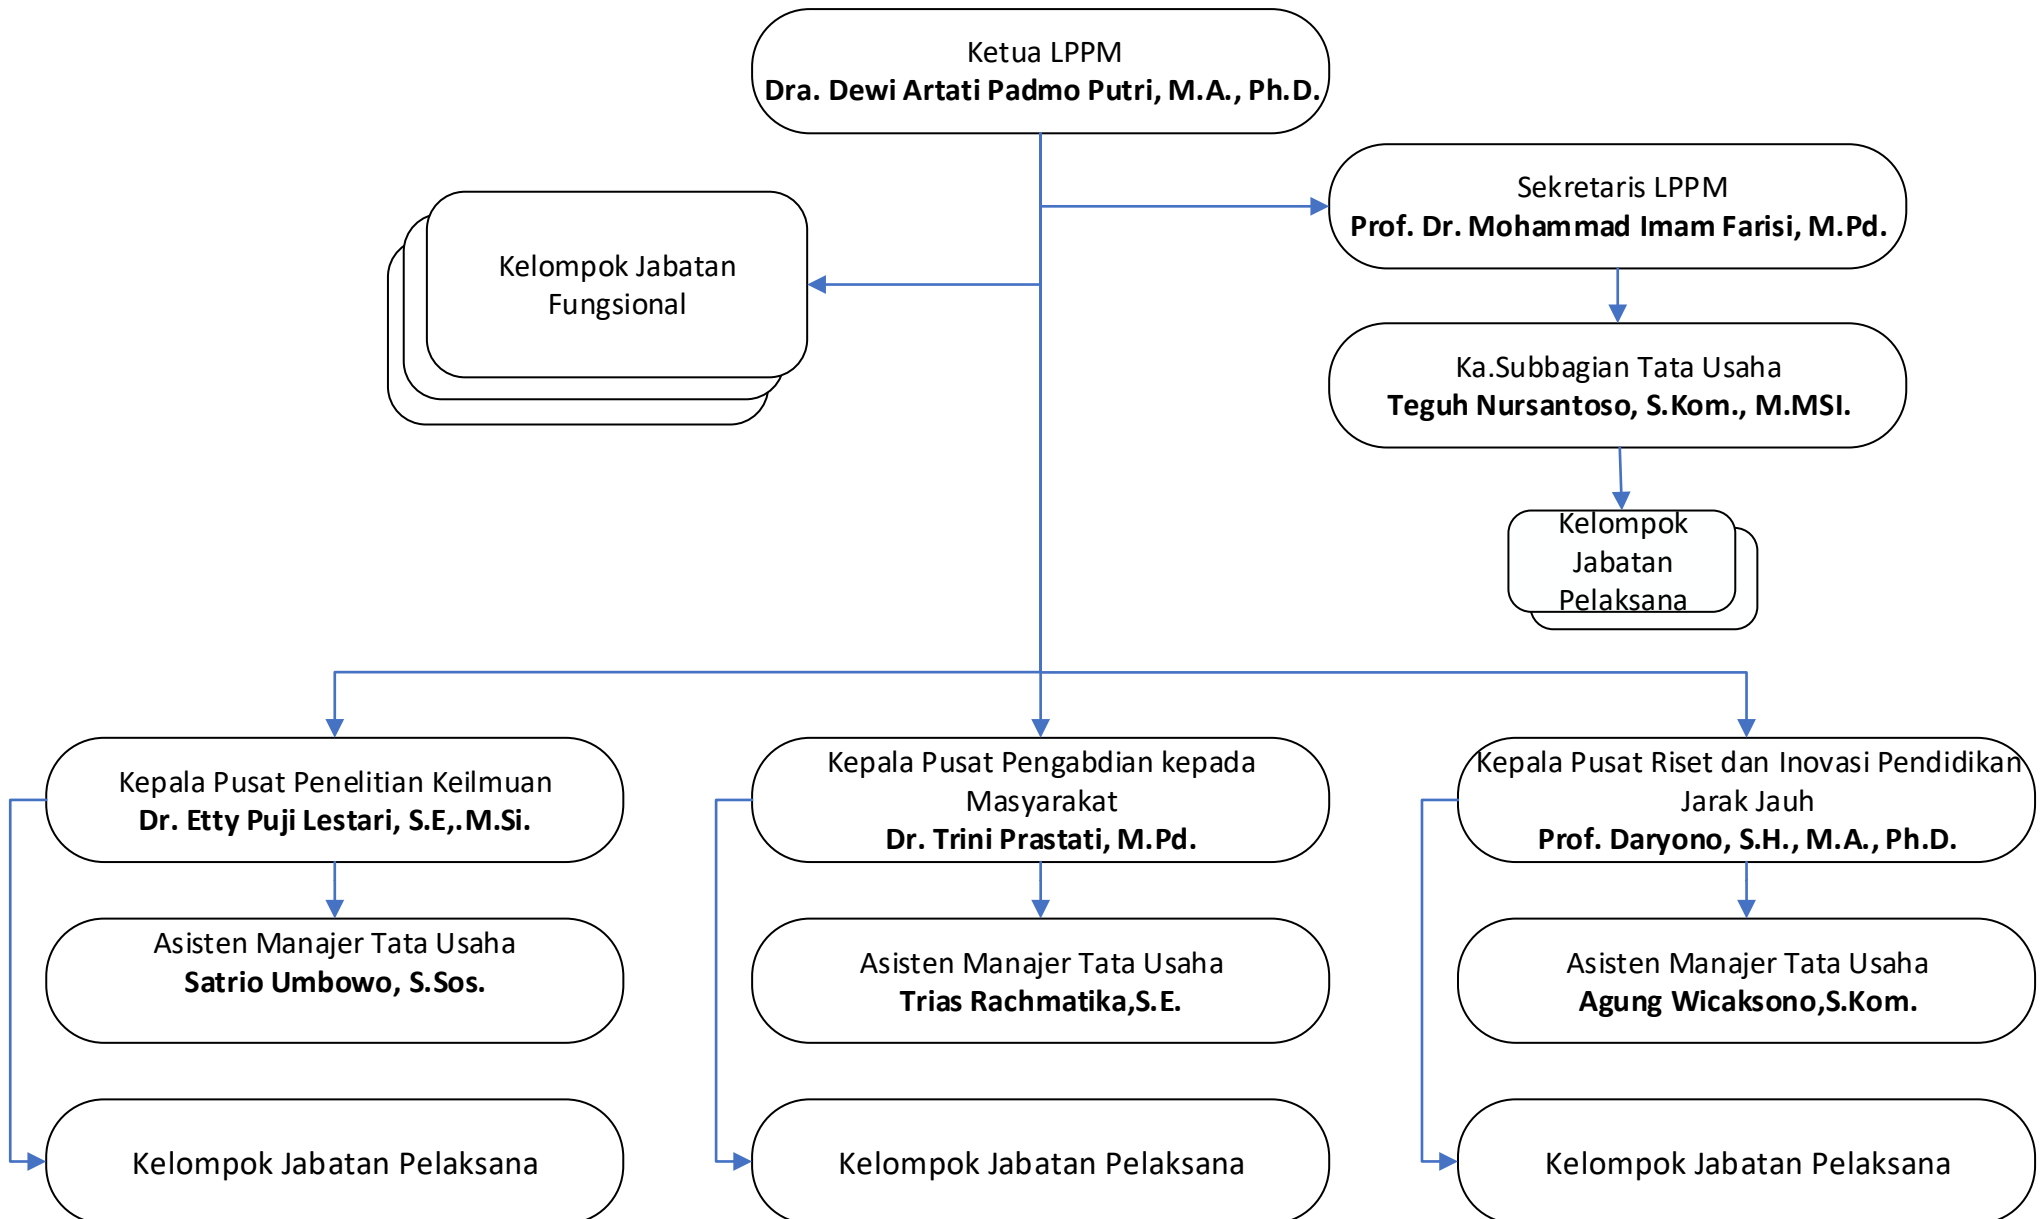 Ketua LPPM
Dra. Dewi Artati Padmo Putri, M.A., Ph.D.
Sekretaris LPPM
Prof. Dr. Mohammad Imam Farisi, M.Pd.
Kelompok Jabatan
Fungsional
Ka.Subbagian Tata Usaha
Teguh Nursantoso, S.Kom., M.MSI.
Kelompok
Jabatan
Pelaksana
Kepala Pusat Penelitian Keilmuan
Dr. Etty Puji Lestari, S.E,.M.Si.
Kepala Pusat Pengabdian kepada
Masyarakat
Dr. Trini Prastati, M.Pd.
Kepala Pusat Riset dan Inovasi Pendidikan
Jarak Jauh
Prof. Daryono, S.H., M.A., Ph.D.
Asisten Manajer Tata Usaha
Satrio Umbowo, S.Sos.
Asisten Manajer Tata Usaha
Trias Rachmatika,S.E.
Asisten Manajer Tata Usaha
Agung Wicaksono,S.Kom.
Kelompok Jabatan Pelaksana
Kelompok Jabatan Pelaksana
Kelompok Jabatan Pelaksana